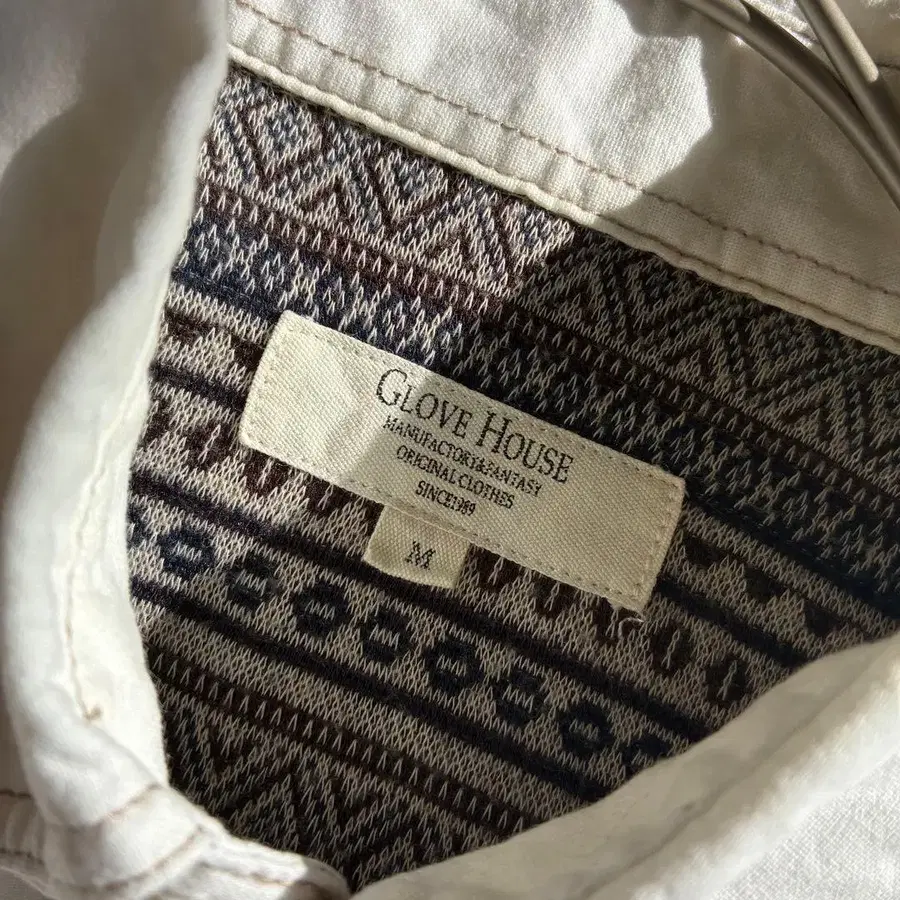 GLOVE HOUSE
MANUFACTORY&FANTASY
ORIGINAL CLOTHES
SINCE1989
M